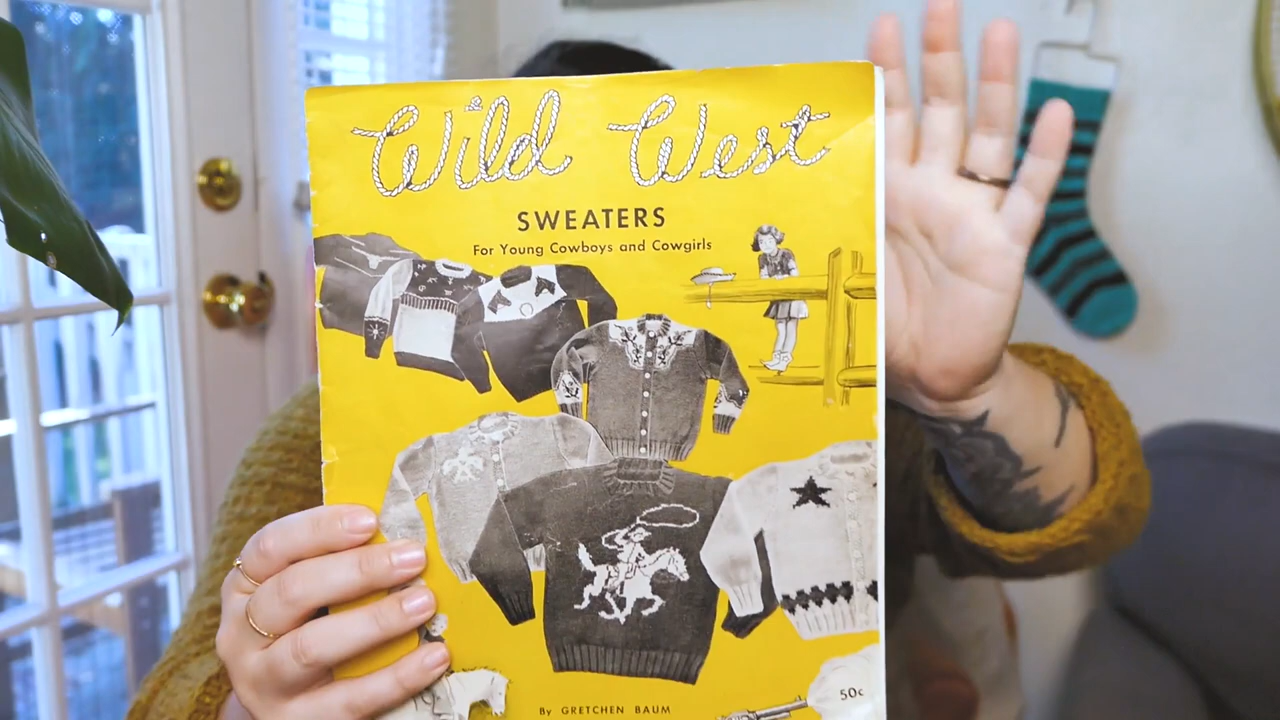 Wild West
SWEATERS
For Young Cowboys and Cowgirls
50c
By GRETCHEN BAUM